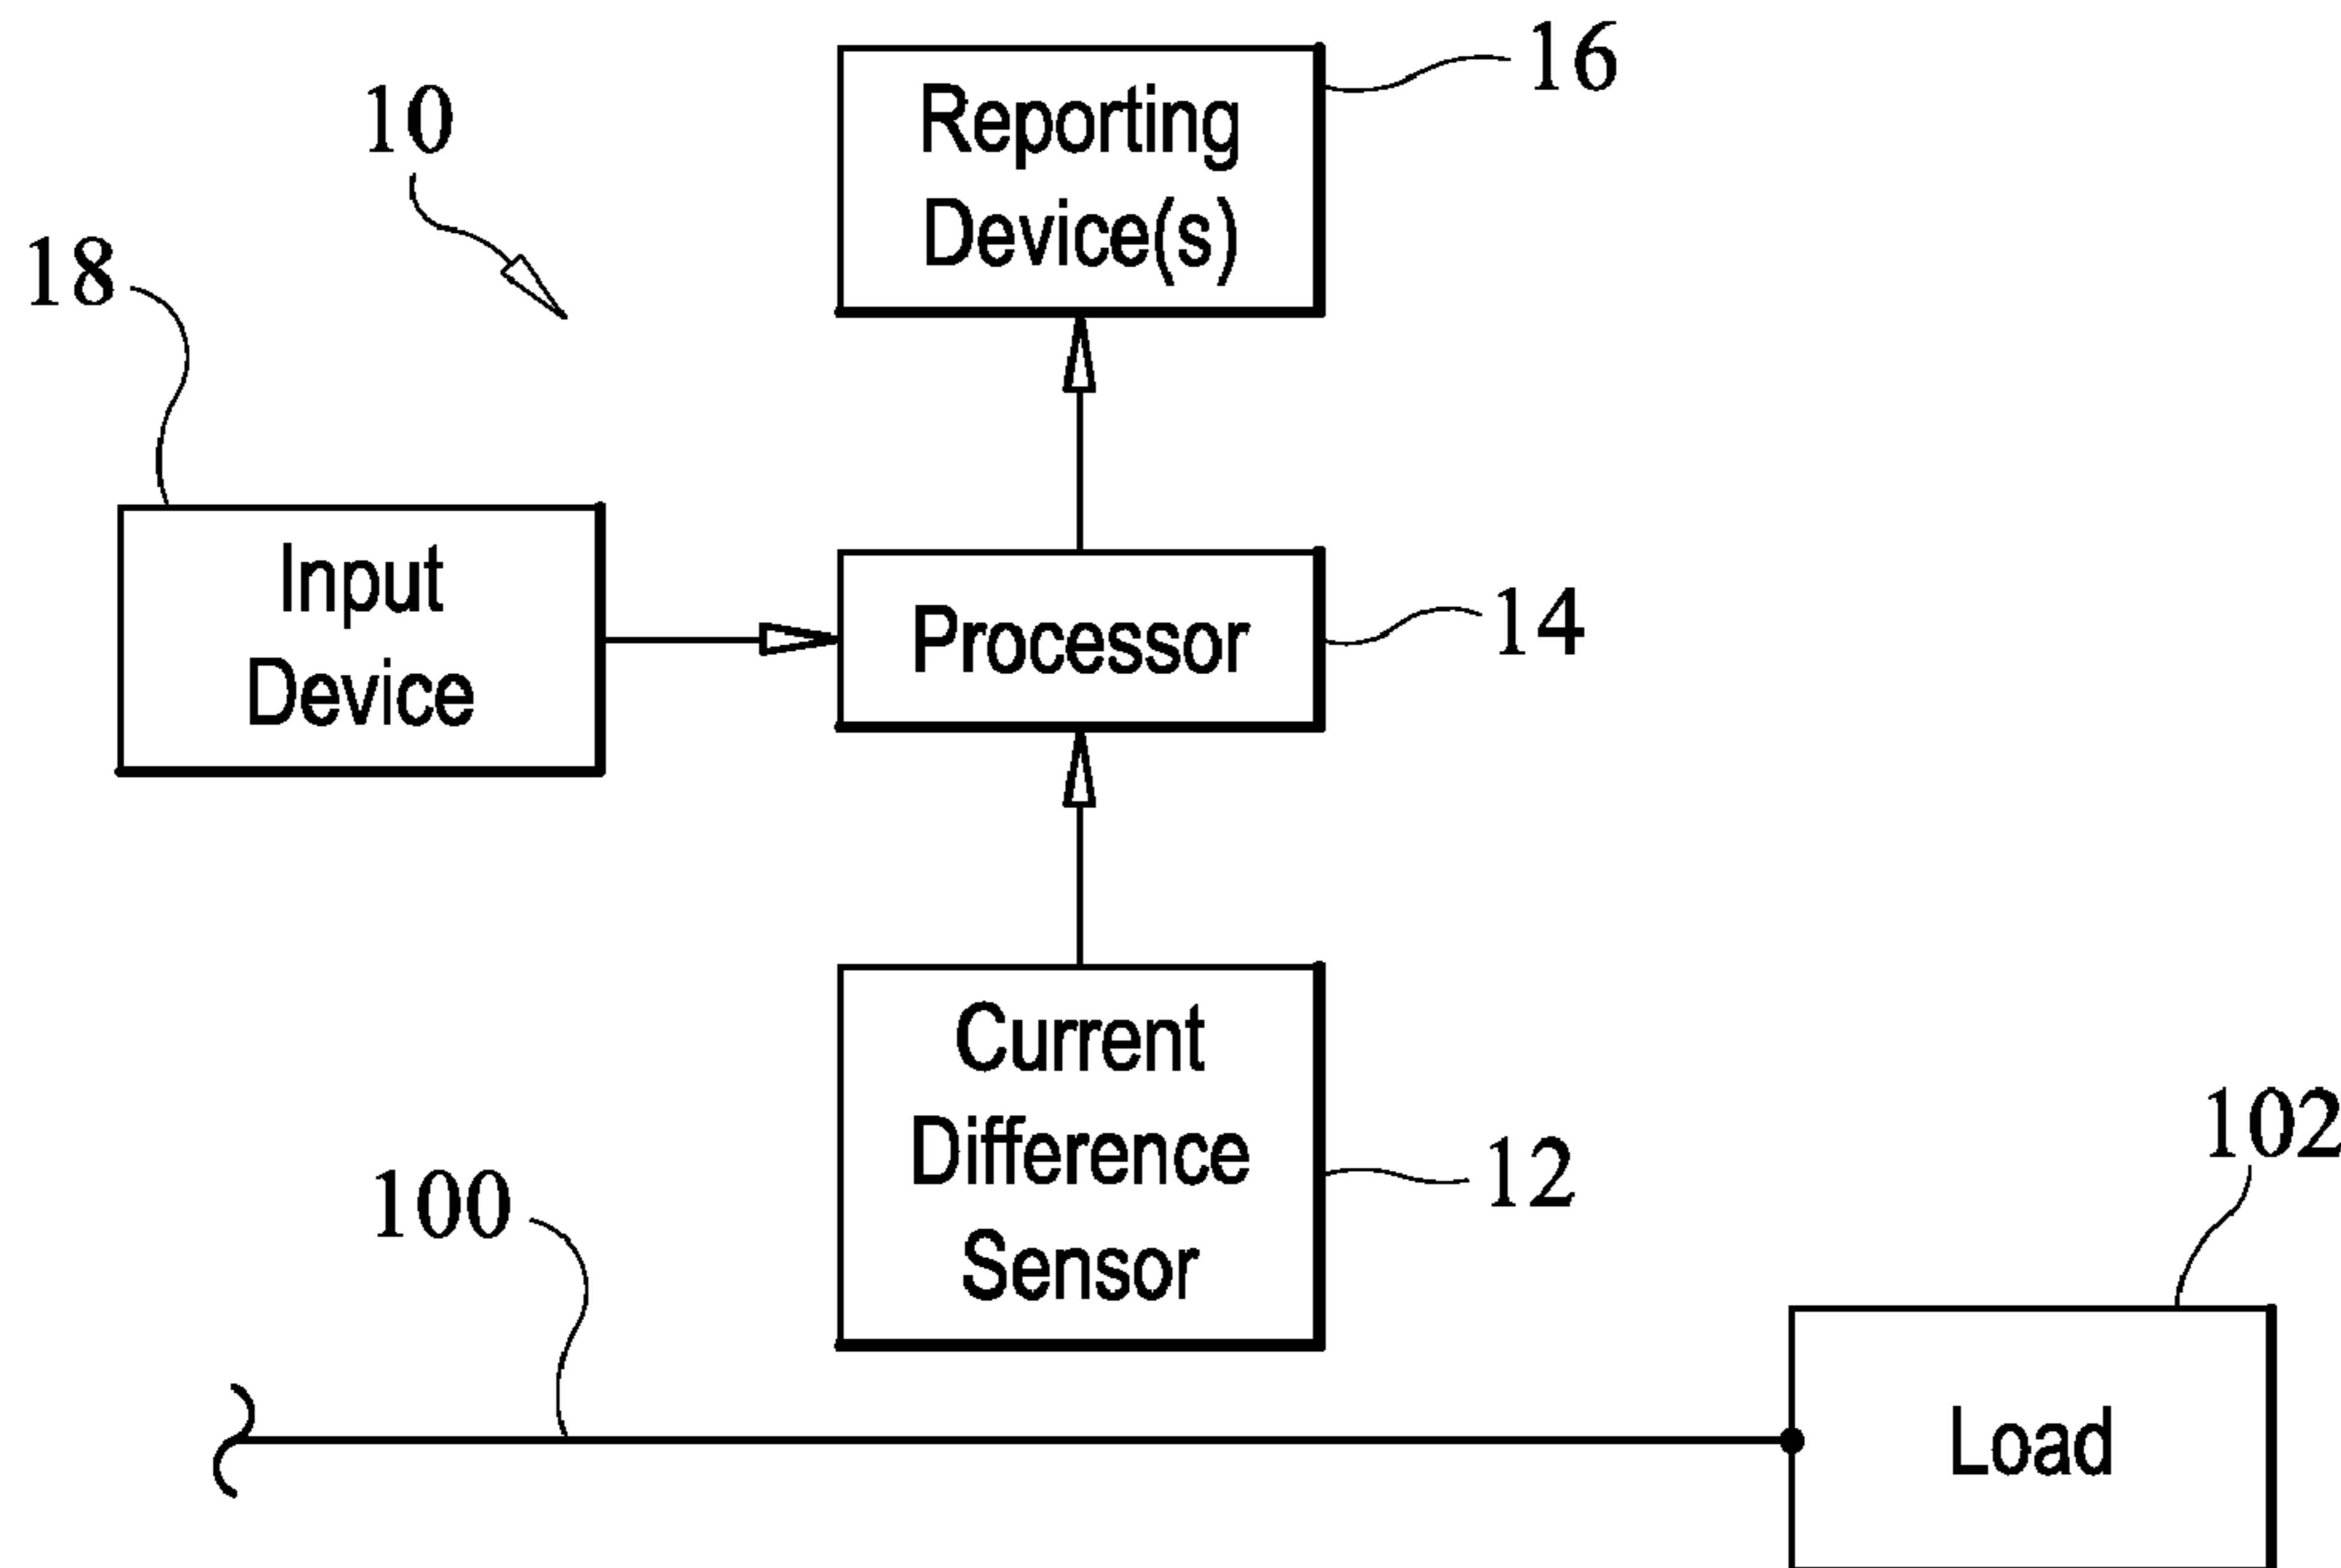 16
Reporting
Device(s)
10
18
Input
Device
Processor
14
Current
Difference
Sensor
12
100
102
Load